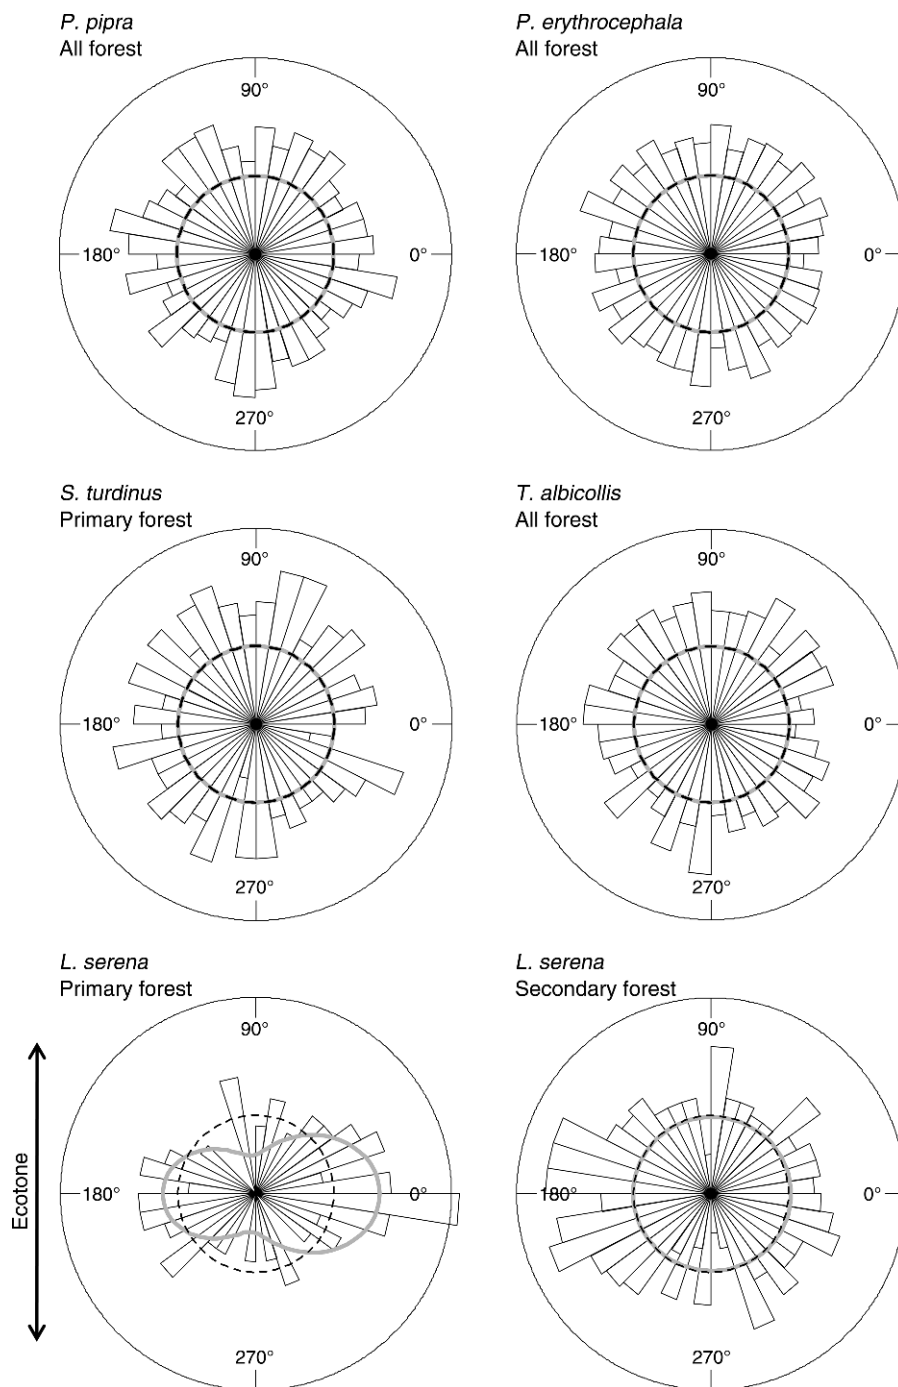 P. pipra
All forest
90°
180°
0°
270°
P. erythrocephala
All forest
90°
180°
0°
270°
S. turdinus
Primary forest
90°
180°
0°
270°
T. albicollis
All forest
90°
180°
0°
270°
L. serena
Primary forest
90°
180°
0°
270°
Ecotone
L. serena
Secondary forest
90°
180°
0°
270°